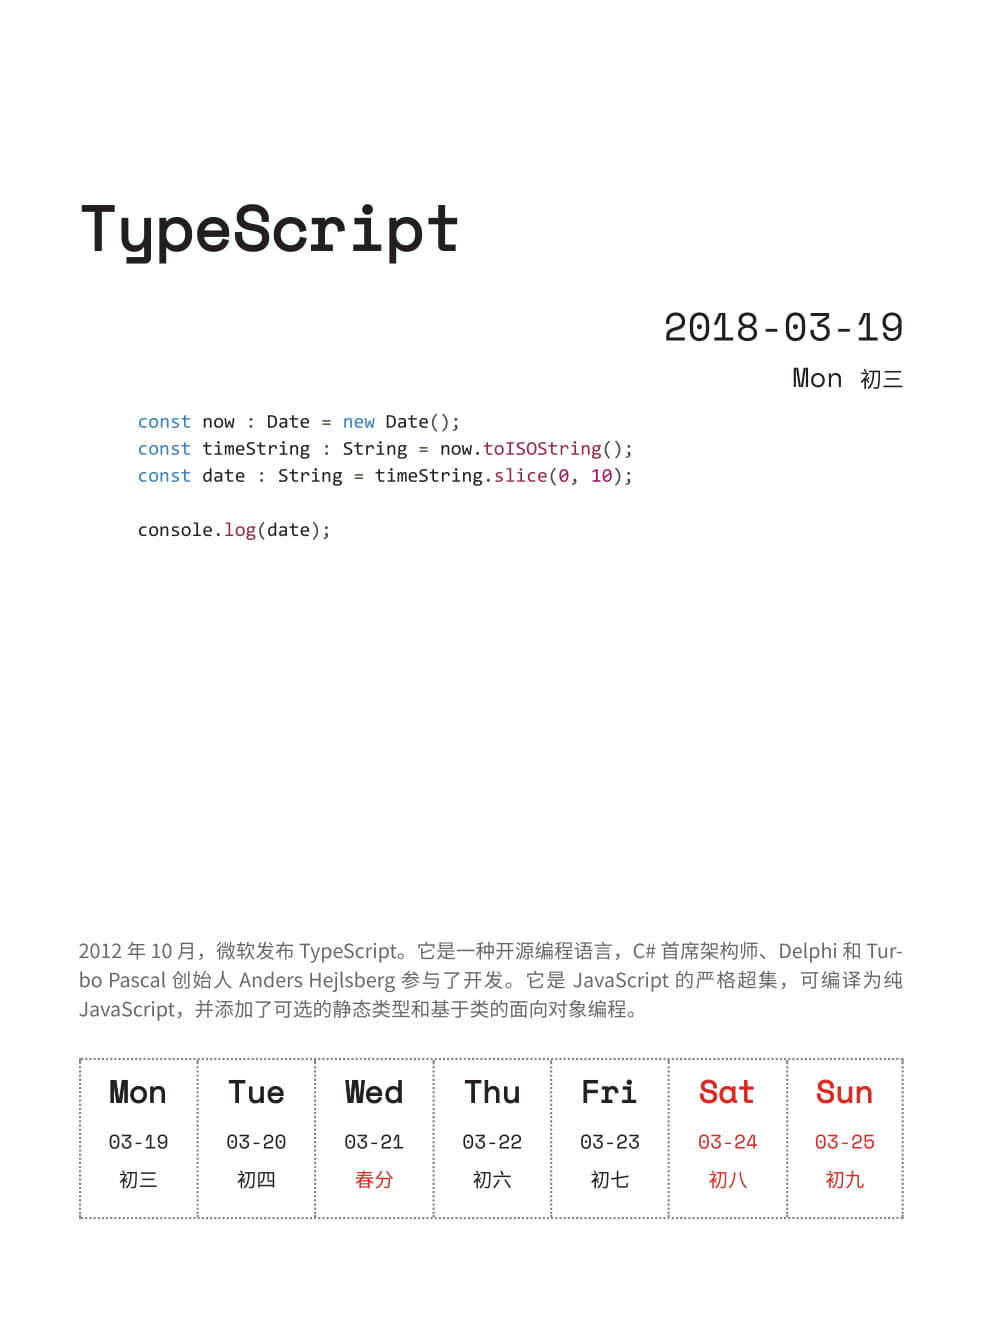 TypeScript
2018-03-19
Mon 初三
const now : Date = new Date();
const timeString : String = now.toISOString();
const date : String = timeString.slice(0, 10);
console.log(date);
2012 年 10 月，微软发布 TypeScript。它是一种开源编程语言，C# 首席架构师、Delphi 和 Tur-
bo Pascal 创始人 Anders Hejlsberg 参与了开发。它是 JavaScript 的严格超集，可编译为纯
JavaScript，并添加了可选的静态类型和基于类的面向对象编程。
Mon Tue Wed Thu Fri Sat Sun
03-19 03-20 03-21 03-22 03-23 03-24 03-25
初三 初四 春分 初六 初七 初八 初九